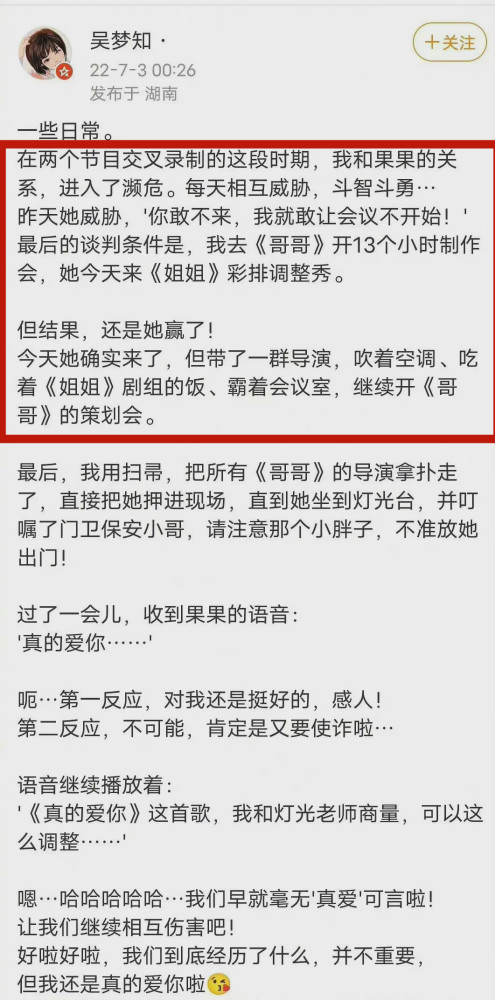 吴梦知·
＋关注
22-7-3 00:26
发布于 湖南
一些日常。
在两个节目交叉录制的这段时期，我和果果的关
系，进入了濒危。每天相互威胁，斗智斗勇…
昨天她威胁，'你敢不来，我就敢让会议不开始！'
最后的谈判条件是，我去《哥哥》开13个小时制作
会，她今天来《姐姐》彩排调整秀。
但结果，还是她赢了！
今天她确实来了，但带了一群导演，吹着空调、吃
着《姐姐》剧组的饭、霸着会议室，继续开《哥
哥》的策划会。
最后，我用扫帚，把所有《哥哥》的导演拿扑走
了，直接把她押进现场，直到她坐到灯光台，并叮
嘱了门卫保安小哥，请注意那个小胖子，不准放她
出门！
过了一会儿，收到果果的语音：
'真的爱你……'
呃…第一反应，对我还是挺好的，感人！
第二反应，不可能，肯定是又要使诈啦…
语音继续播放着：
'《真的爱你》这首歌，我和灯光老师商量，可以这
么调整……'
嗯…哈哈哈哈哈…我们早就毫无'真爱'可言啦！
让我们继续相互伤害吧！
好啦好啦，我们到底经历了什么，并不重要，
但我还是真的爱你啦😘